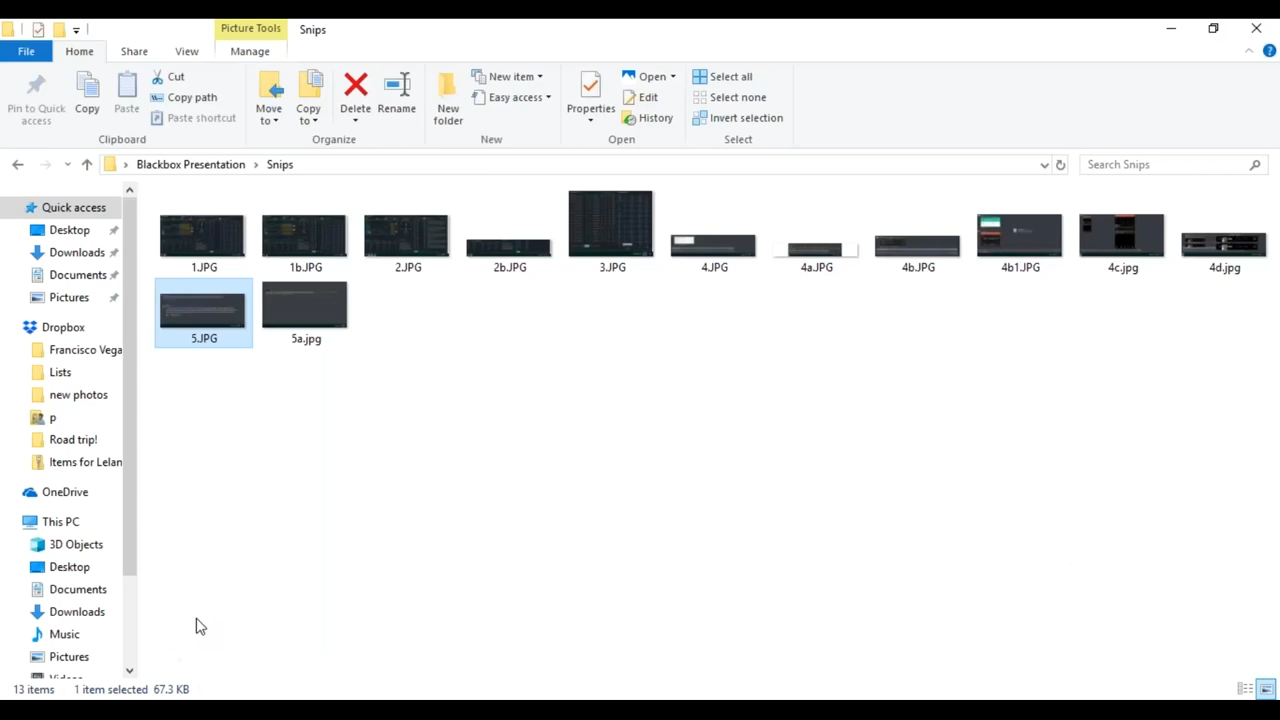 Picture Tools
Snips
File
Home
Share
View
Manage
Pin to Quick access
Copy
Paste
Cut
Copy path
Paste shortcut
Clipboard
Move to
Copy to
Delete
Rename
Organize
New folder
New item
Easy access
New
Properties
Open
Edit
History
Open
Select all
Select none
Invert selection
Select
Blackbox Presentation
Snips
Search Snips
Quick access
Desktop
Downloads
Documents
Pictures
Dropbox
Francisco Vega
Lists
new photos
p
Road trip!
Items for Lelan
OneDrive
This PC
3D Objects
Desktop
Documents
Downloads
Music
Pictures
1.JPG
1b.JPG
2.JPG
2b.JPG
3.JPG
4.JPG
4a.JPG
4b.JPG
4b1.JPG
4c.jpg
4d.jpg
5.JPG
5a.jpg
13 items
1 item selected 67.3 KB